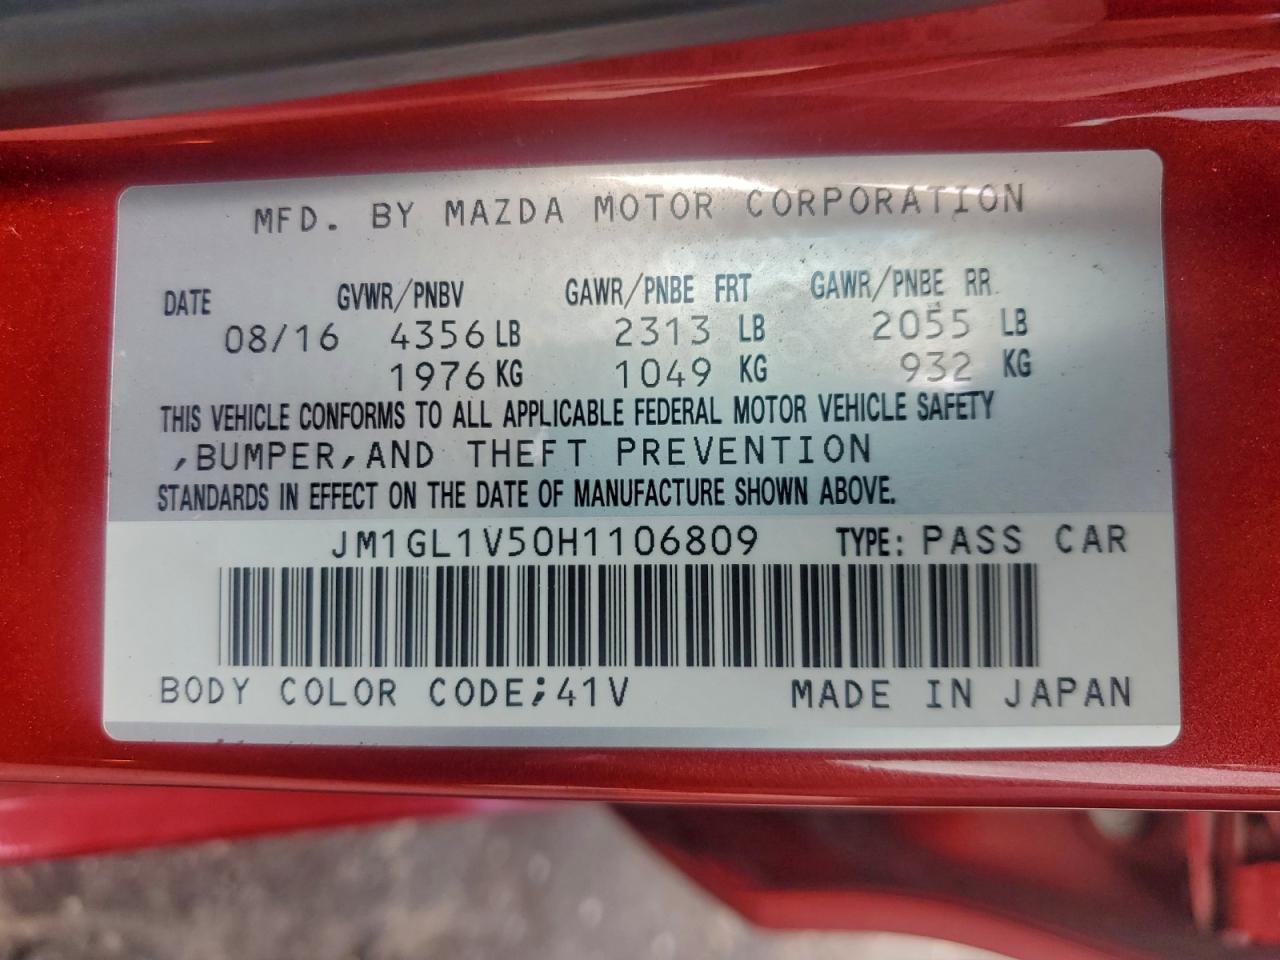 MFD. BY MAZDA MOTOR CORPORATION
DATE GVWR/PNBV GAWR/PNBE FRT GAWR/PNBE RR
08/16 4356 LB 2313 LB 2055 LB
1976 KG 1049 KG 932 KG
THIS VEHICLE CONFORMS TO ALL APPLICABLE FEDERAL MOTOR VEHICLE SAFETY
,BUMPER,AND THEFT PREVENTION
STANDARDS IN EFFECT ON THE DATE OF MANUFACTURE SHOWN ABOVE.
JM1GL1V50H1106809 TYPE: PASS CAR
BODY COLOR CODE;41V MADE IN JAPAN